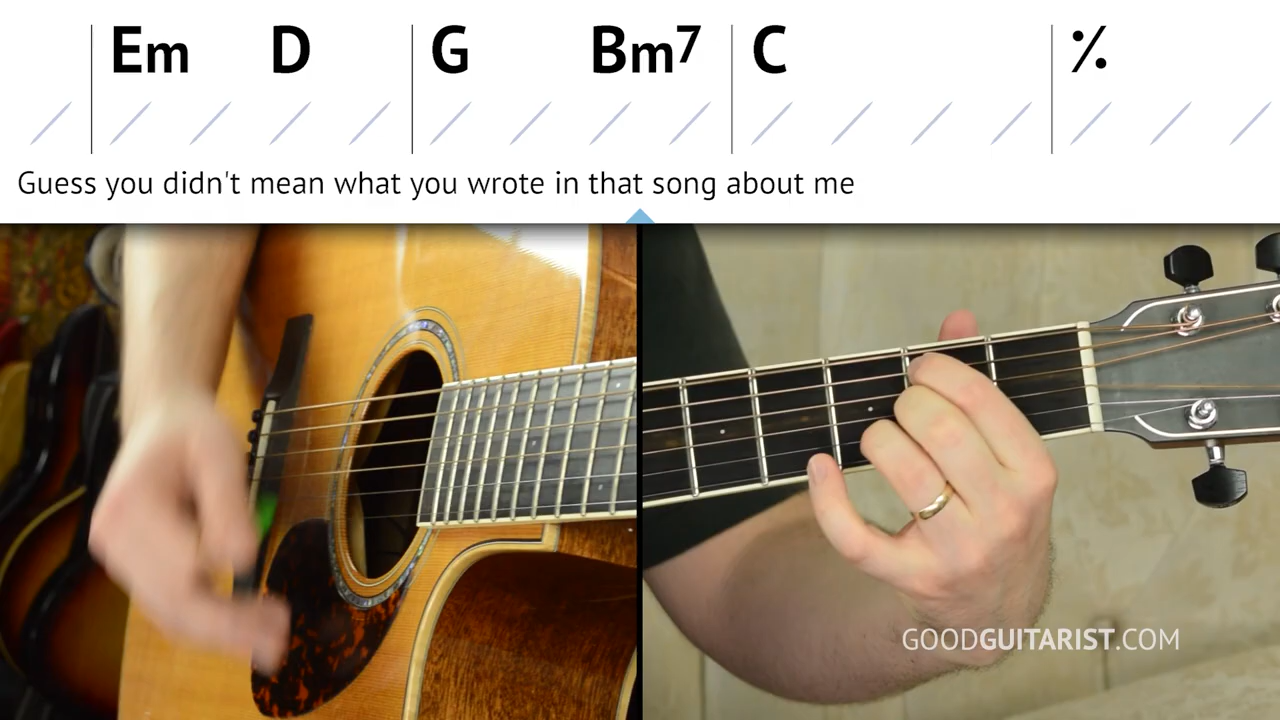 Em D G Bm7 C ٪
Guess you didn't mean what you wrote in that song about me
GOODGUITARIST.COM